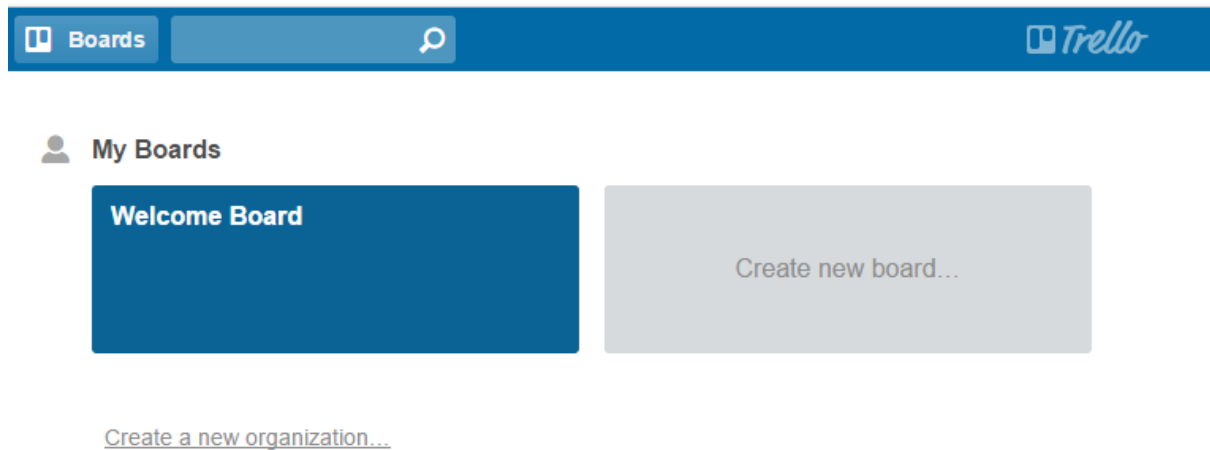 Boards
Trello
My Boards
Welcome Board
Create new board…
Create a new organization…